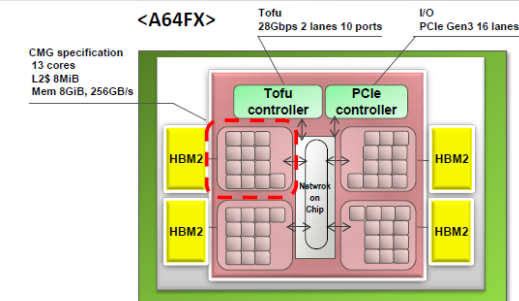 <A64FX>
Tofu
28Gbps 2 lanes 10 ports
I/O
PCIe Gen3 16 lanes
CMG specification
13 cores
L2$ 8MiB
Mem 8GiB, 256GB/s
Tofu
controller
PCIe
controller
HBM2
HBM2
Netwrok
on
Chip
HBM2
HBM2